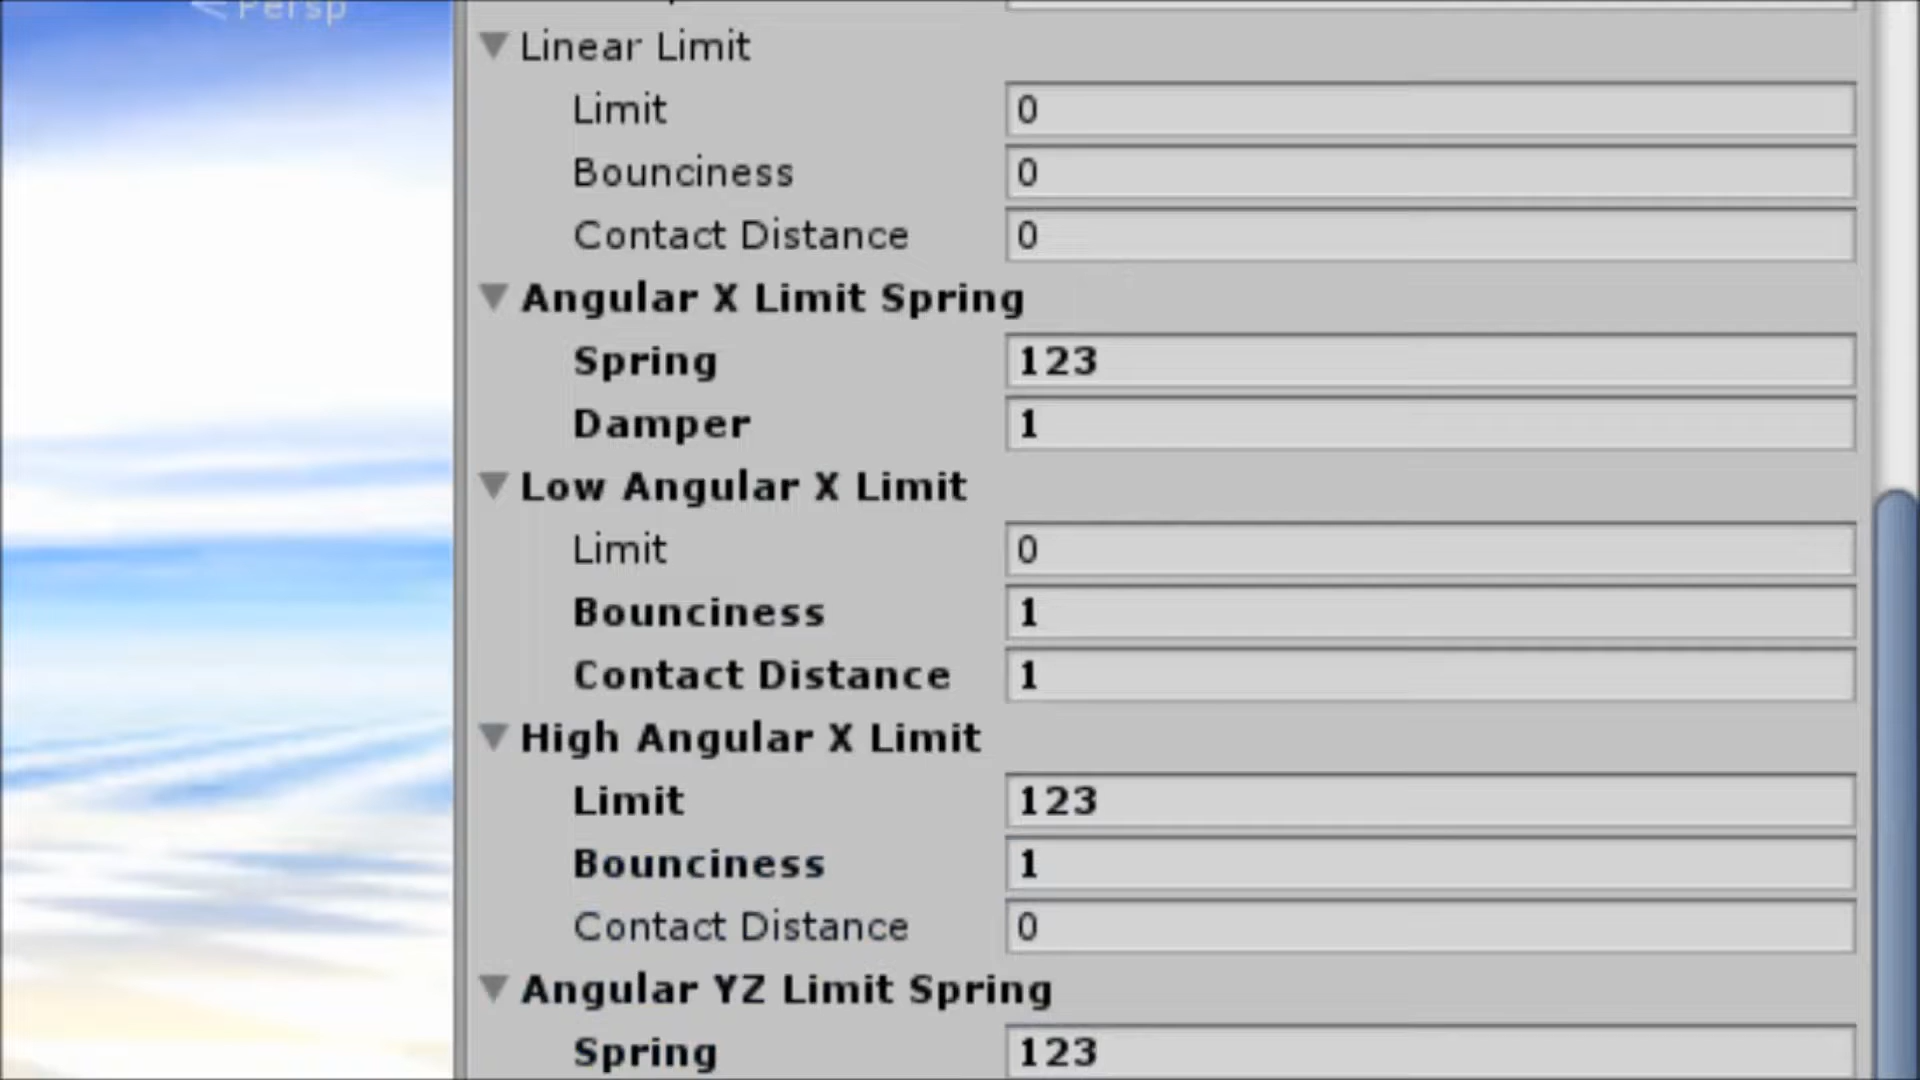 < Persp
Linear Limit
Limit 0
Bounciness 0
Contact Distance 0
Angular X Limit Spring
Spring 123
Damper 1
Low Angular X Limit
Limit 0
Bounciness 1
Contact Distance 1
High Angular X Limit
Limit 123
Bounciness 1
Contact Distance 0
Angular YZ Limit Spring
Spring 123